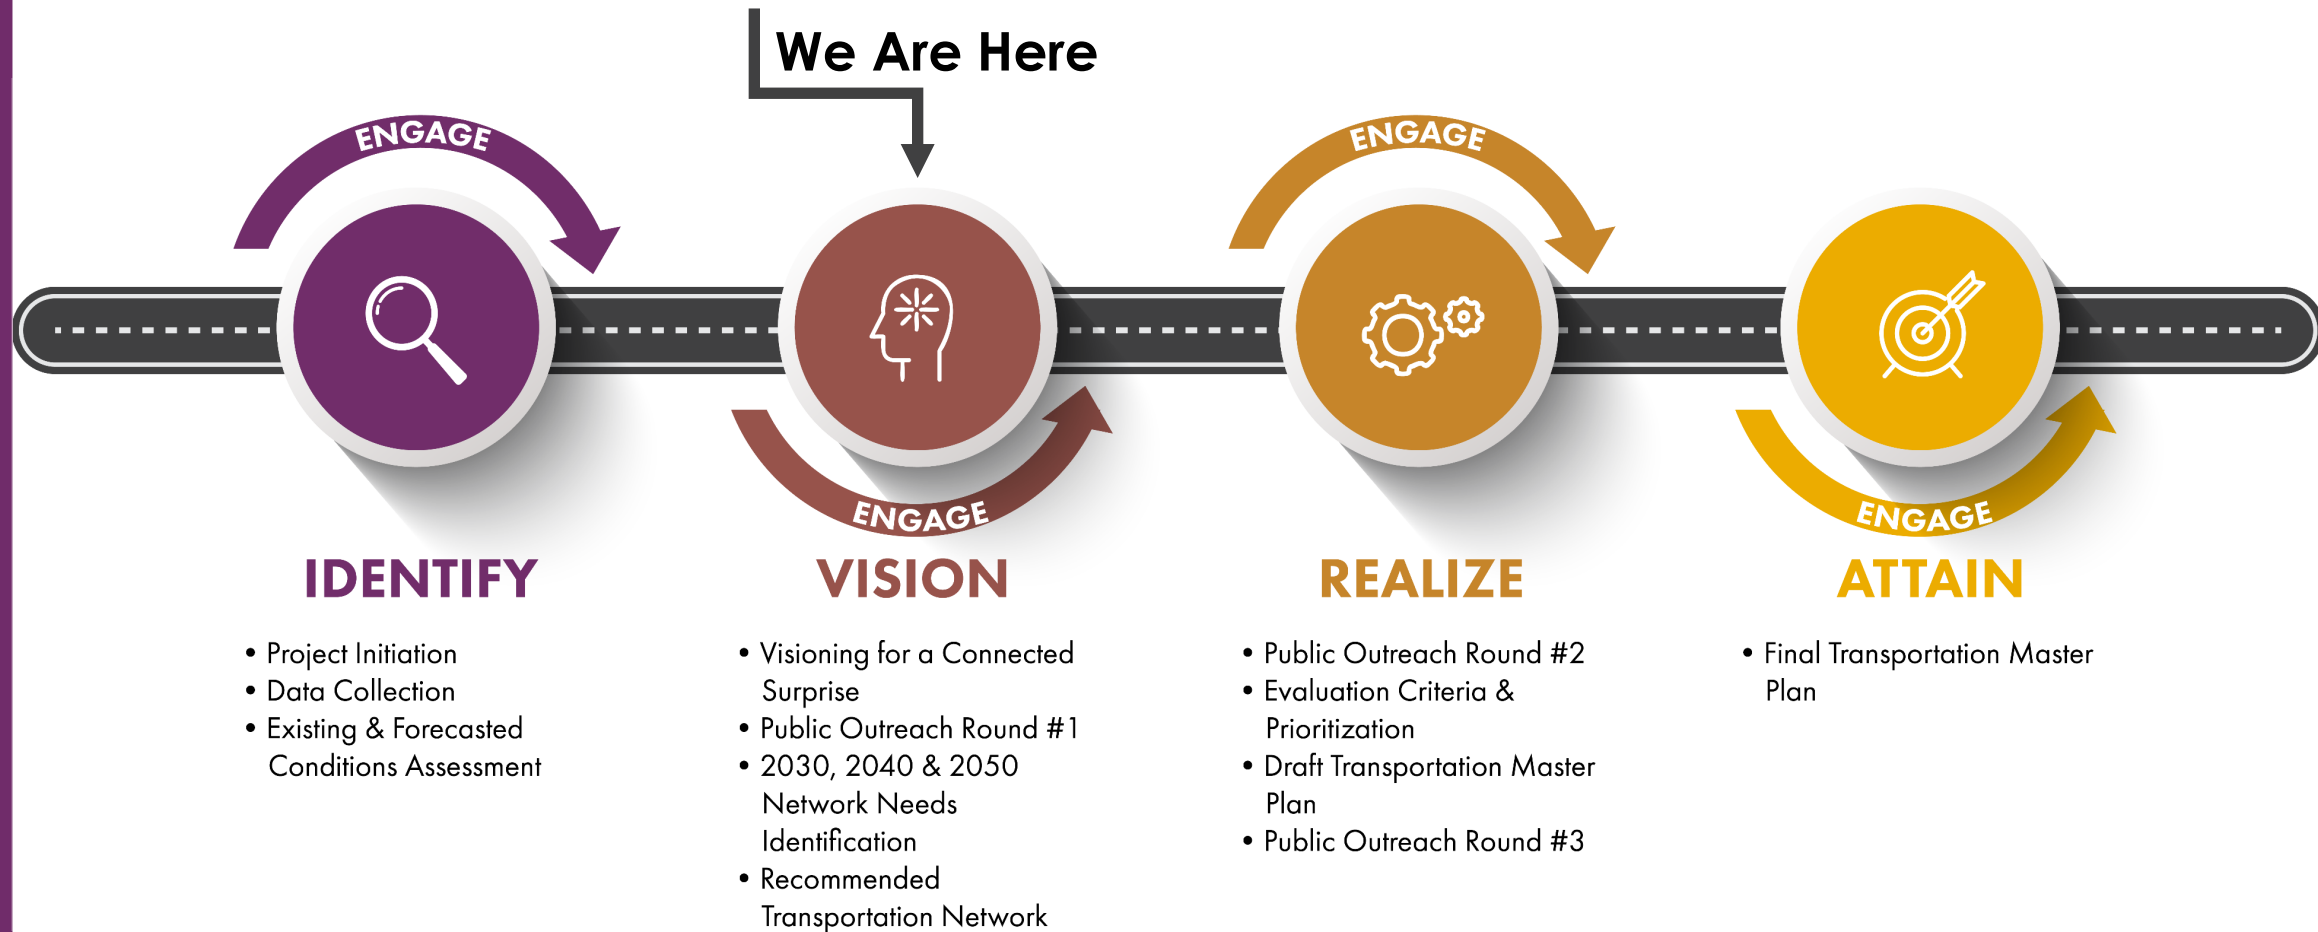 We Are Here
ENGAGE
ENGAGE
ENGAGE
ENGAGE
IDENTIFY
• Project Initiation
• Data Collection
• Existing & Forecasted
Conditions Assessment
VISION
• Visioning for a Connected
Surprise
• Public Outreach Round #1
• 2030, 2040 & 2050
Network Needs
Identification
• Recommended
Transportation Network
REALIZE
• Public Outreach Round #2
• Evaluation Criteria &
Prioritization
• Draft Transportation Master
Plan
• Public Outreach Round #3
ATTAIN
• Final Transportation Master
Plan